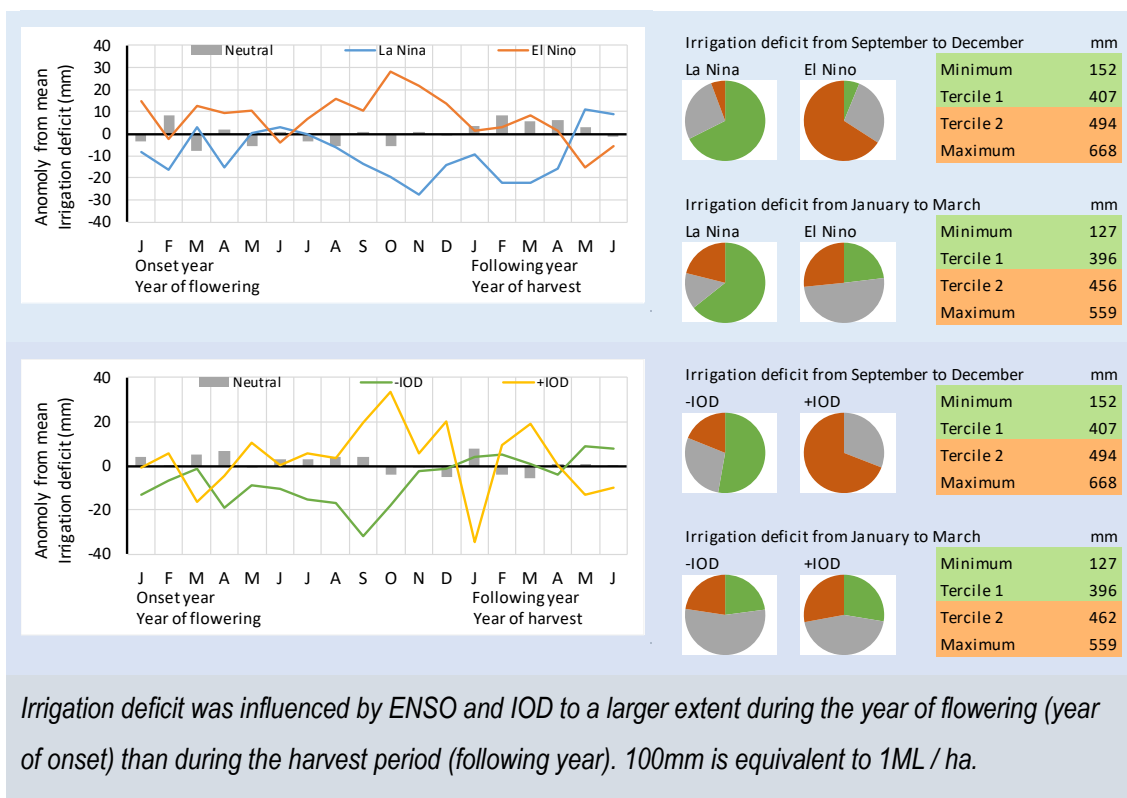 40
30
20
10
0
-10
-20
-30
-40
Anomoly from mean
Irrigation deficit (mm)
Neutral La Nina El Nino
J F M A M J J A S O N D J F M A M J
Onset year Following year
Year of flowering Year of harvest
Irrigation deficit from September to December mm
La Nina El Nino
Minimum 152
Tercile 1 407
Tercile 2 494
Maximum 668
Irrigation deficit from January to March mm
La Nina El Nino
Minimum 127
Tercile 1 396
Tercile 2 456
Maximum 559
40
20
0
-20
-40
Anomoly from mean
Irrigation deficit (mm)
Neutral -IOD +IOD
J F M A M J J A S O N D J F M A M J
Onset year Following year
Year of flowering Year of harvest
Irrigation deficit from September to December mm
-IOD +IOD
Minimum 152
Tercile 1 407
Tercile 2 494
Maximum 668
Irrigation deficit from January to March mm
-IOD +IOD
Minimum 127
Tercile 1 396
Tercile 2 462
Maximum 559
Irrigation deficit was influenced by ENSO and IOD to a larger extent during the year of flowering (year
of onset) than during the harvest period (following year). 100mm is equivalent to 1ML / ha.